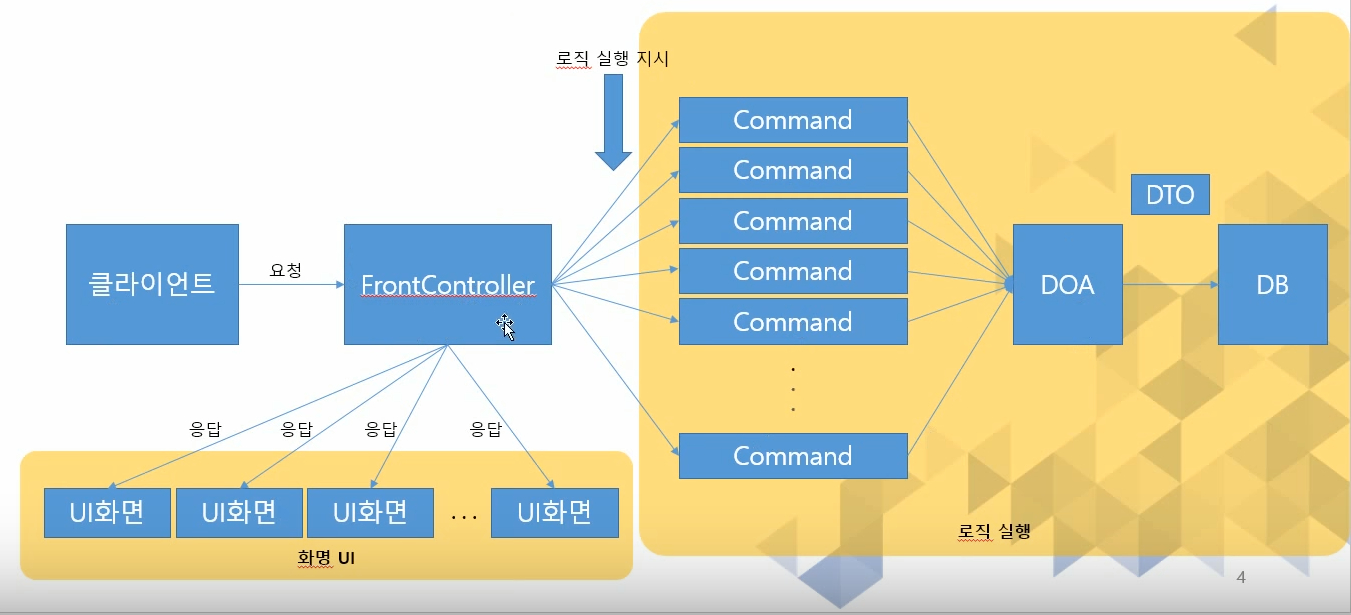 로직 실행 지시
Command
Command
Command
Command
Command
.
.
.
Command
DTO
클라이언트
요청
FrontController
DOA
DB
응답
응답
응답
응답
UI화면
UI화면
UI화면
...
UI화면
화명 UI
로직 실행
4